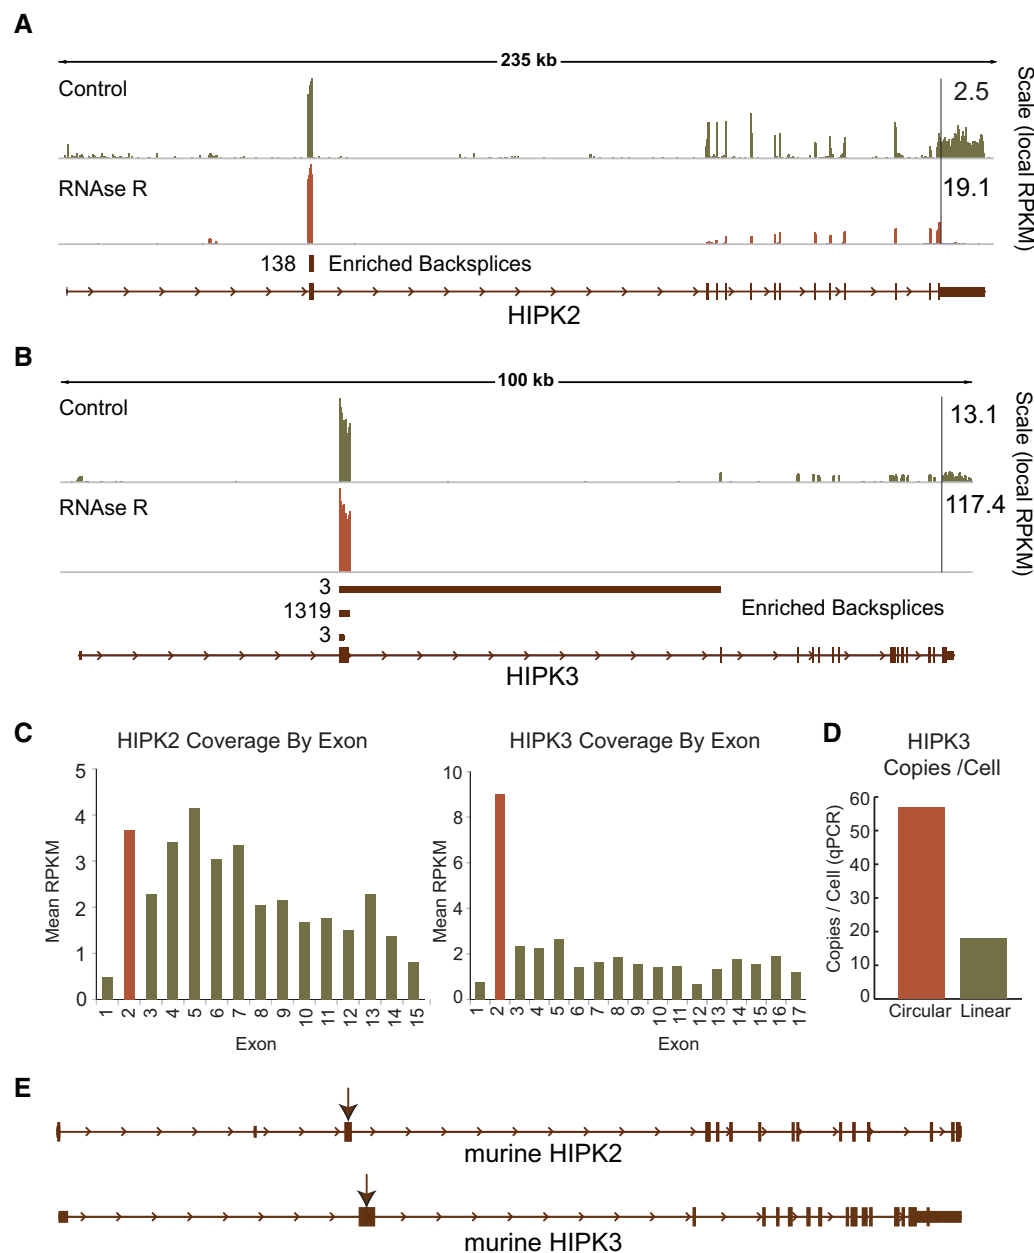 A
235 kb
Control
2.5
RNAse R
19.1
Scale (local RPKM)
138
Enriched Backsplices
HIPK2
B
100 kb
Control
13.1
RNAse R
117.4
Scale (local RPKM)
3
1319
Enriched Backsplices
3
HIPK3
C
HIPK2 Coverage By Exon
Mean RPKM
5
4
3
2
1
0
1 2 3 4 5 6 7 8 9 10 11 12 13 14 15
Exon
HIPK3 Coverage By Exon
Mean RPKM
10
8
6
4
2
0
1 2 3 4 5 6 7 8 9 10 11 12 13 14 15 16 17
Exon
D
HIPK3
Copies /Cell
Copies / Cell (qPCR)
60
50
40
30
20
10
0
Circular Linear
E
murine HIPK2
murine HIPK3